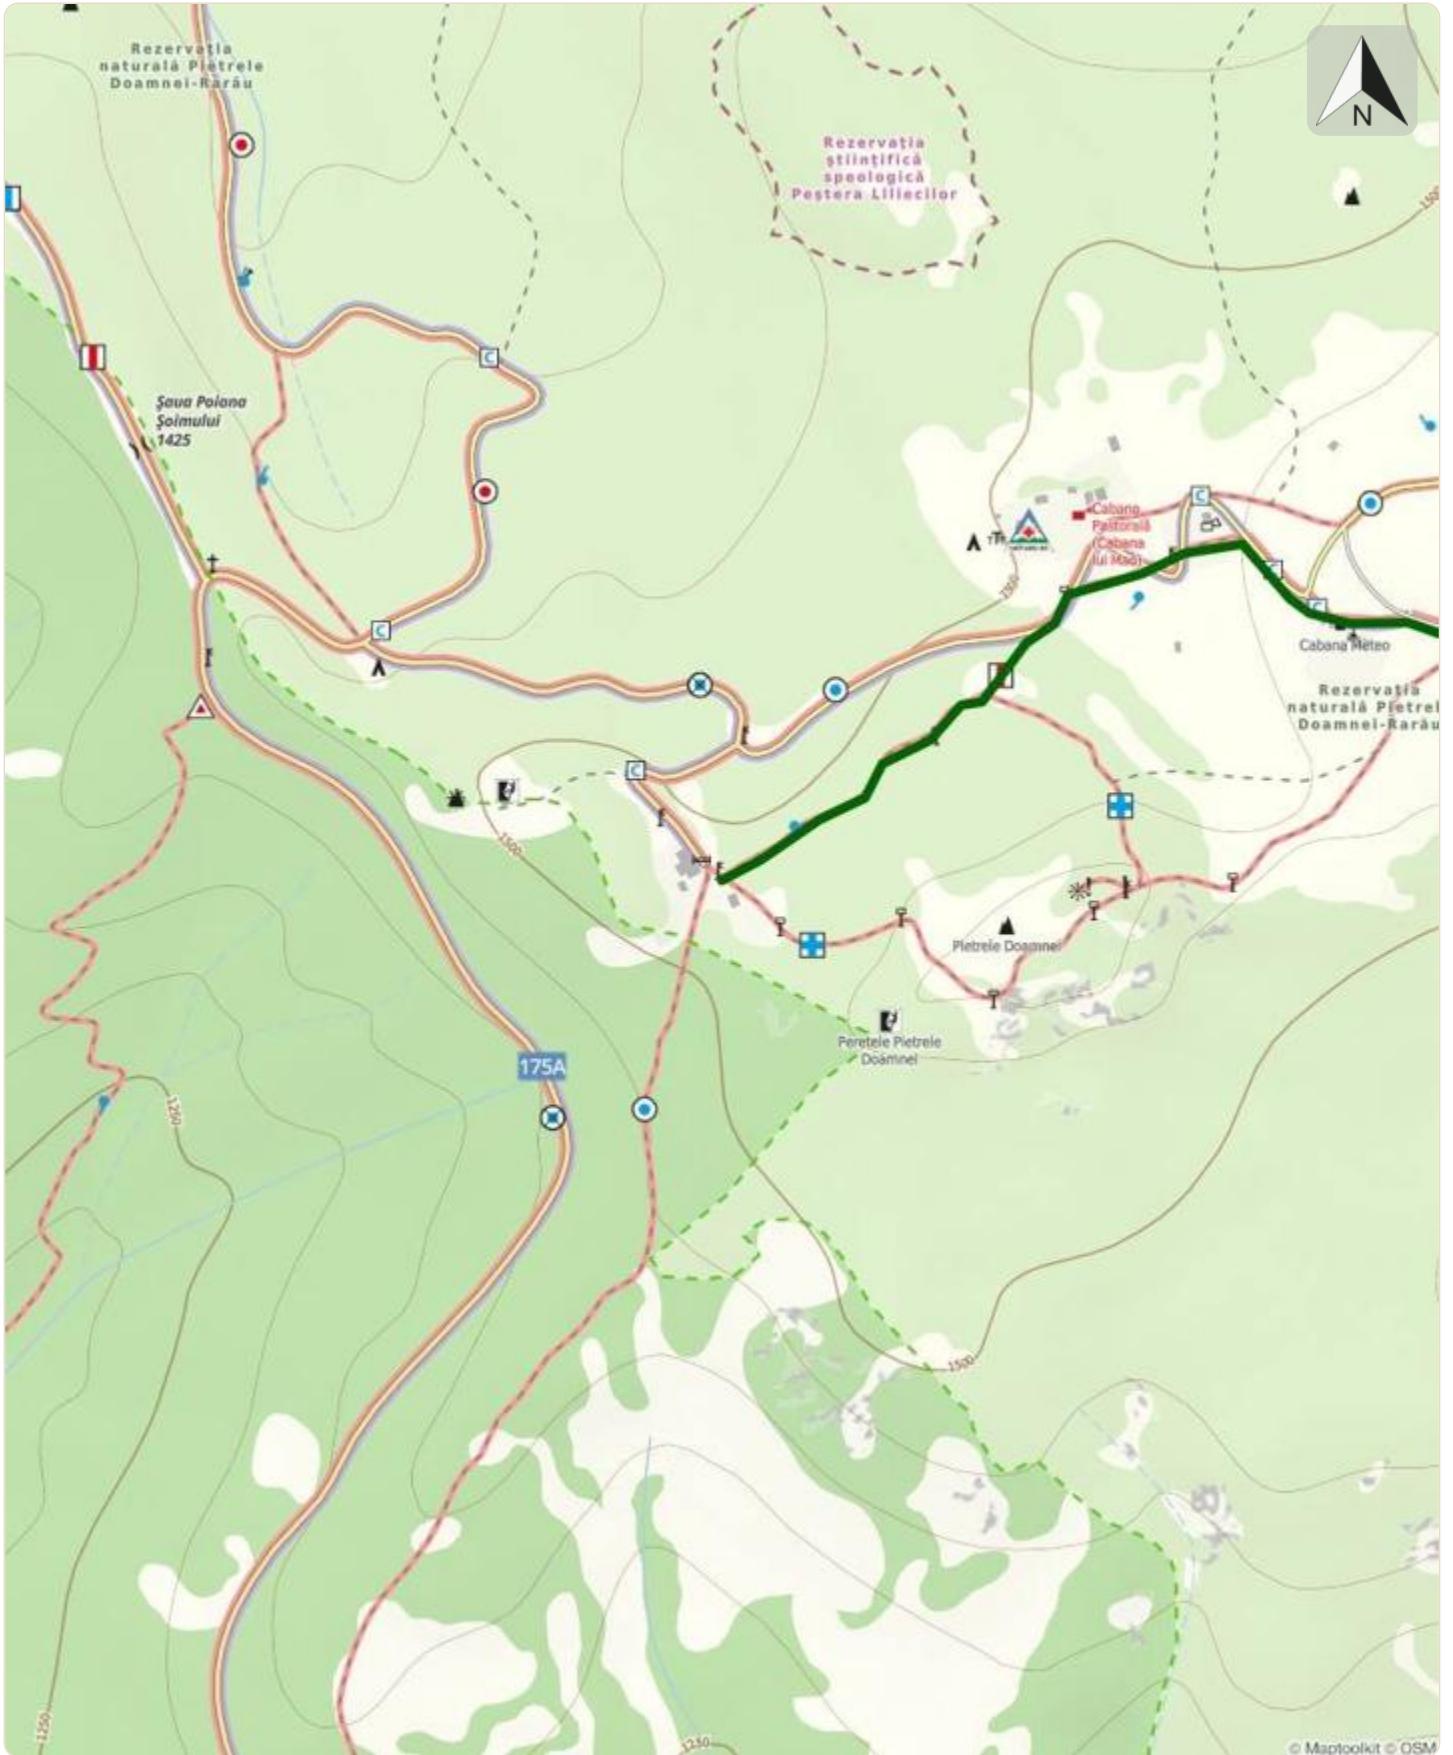 Rezervația
naturală Pietrele
Doamnei-Rarău
N
Rezervația
științifică
speologică
Peștera Liliecilor
1500
C
Șaua Poiana
Șoimului
1425
C
Cabana
Pastorală
(Cabana
lui Mao)
1500
C
C
Cabana Meteo
Rezervația
naturală Pietrel
Doamnei-Rarău
C
1500
Pietrele Doamnei
Peretele Pietrele
Doamnei
175A
1250
1500
1250
1250
© Maptoolkit © OSM